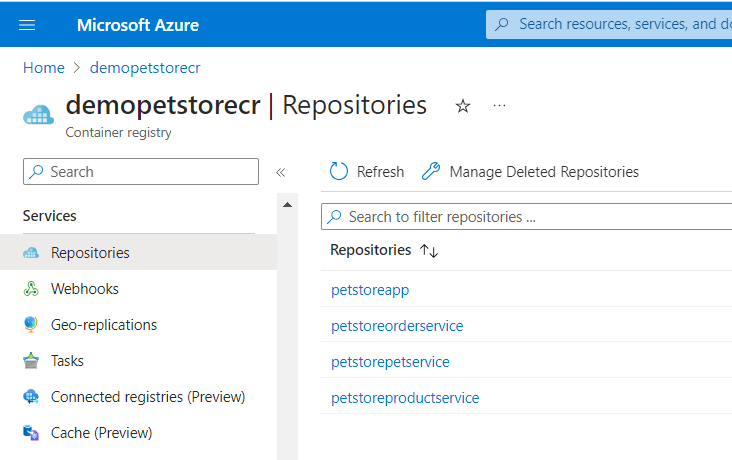 Microsoft Azure
Search resources, services, and do
Home > demopetstorecr
demopetstorecr | Repositories
Container registry
Search
Refresh
Manage Deleted Repositories
Services
Search to filter repositories ...
Repositories
Repositories
Webhooks
petstoreapp
Geo-replications
petstoreorderservice
Tasks
petstorepetservice
Connected registries (Preview)
petstoreproductservice
Cache (Preview)